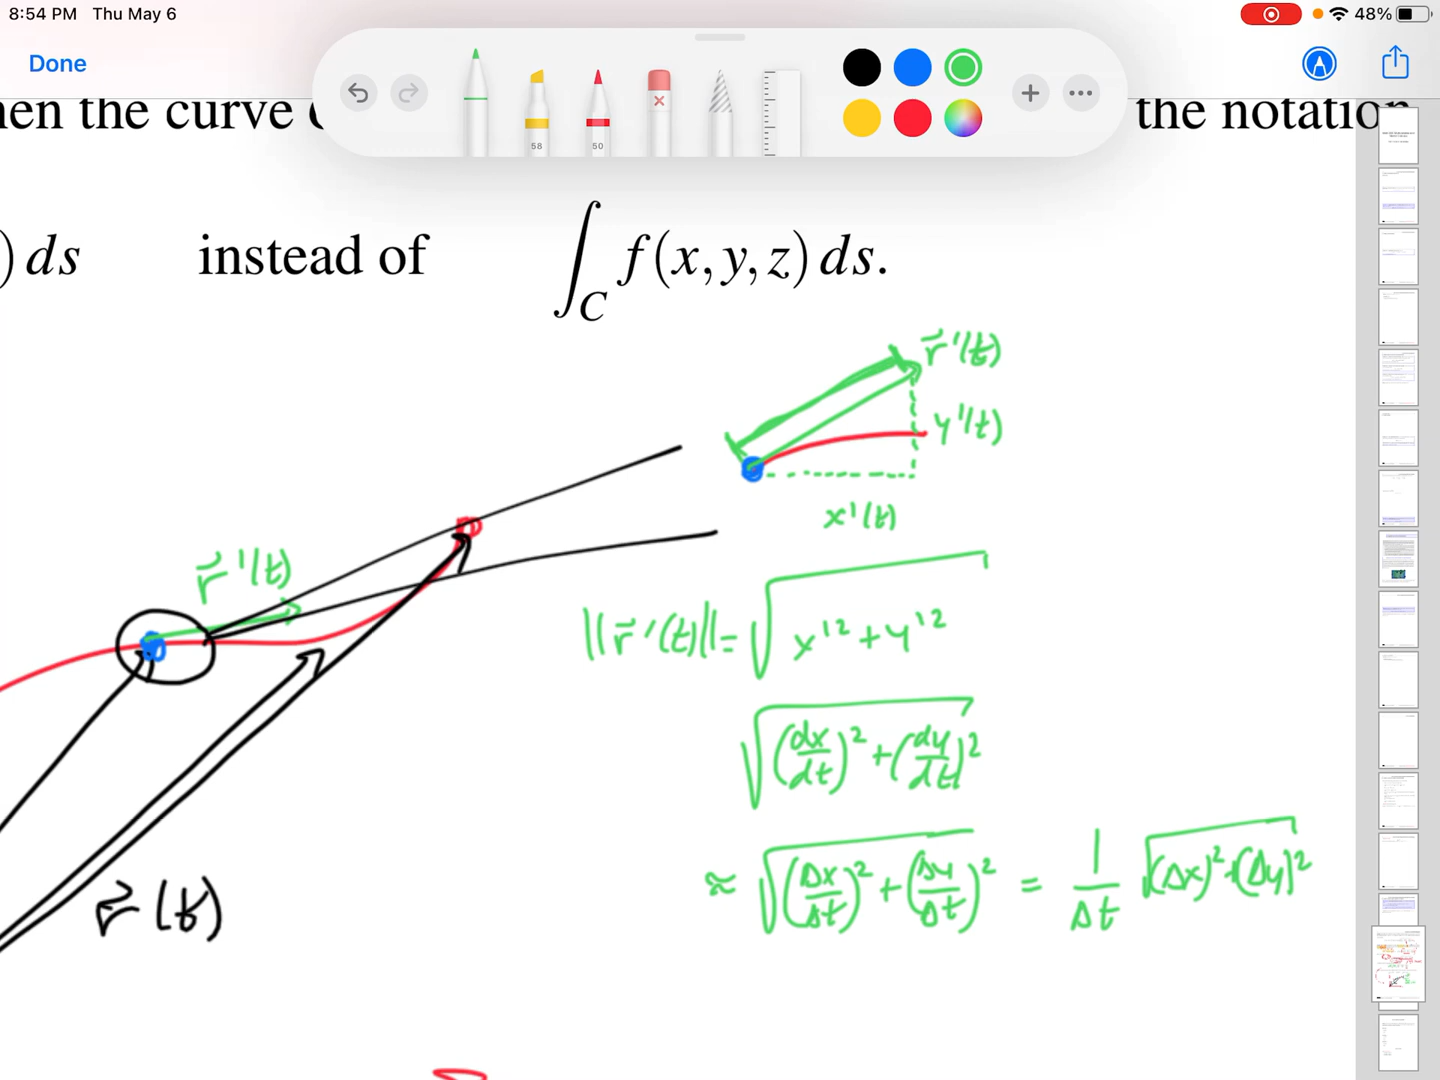 8:54 PM Thu May 6
48%
Done
58
50
en the curve
the notatio
) ds instead of ∫_C f(x, y, z) ds.
r⃗ '(t)
y'(t)
x'(t)
r⃗ '(t)
||r⃗ '(t)|| = √(x'² + y'²)
√((dx/dt)² + (dy/dt)²)
≈ √((Δx/Δt)² + (Δy/Δt)²) = 1/Δt √((Δx)² + (Δy)²)
r⃗ (t)